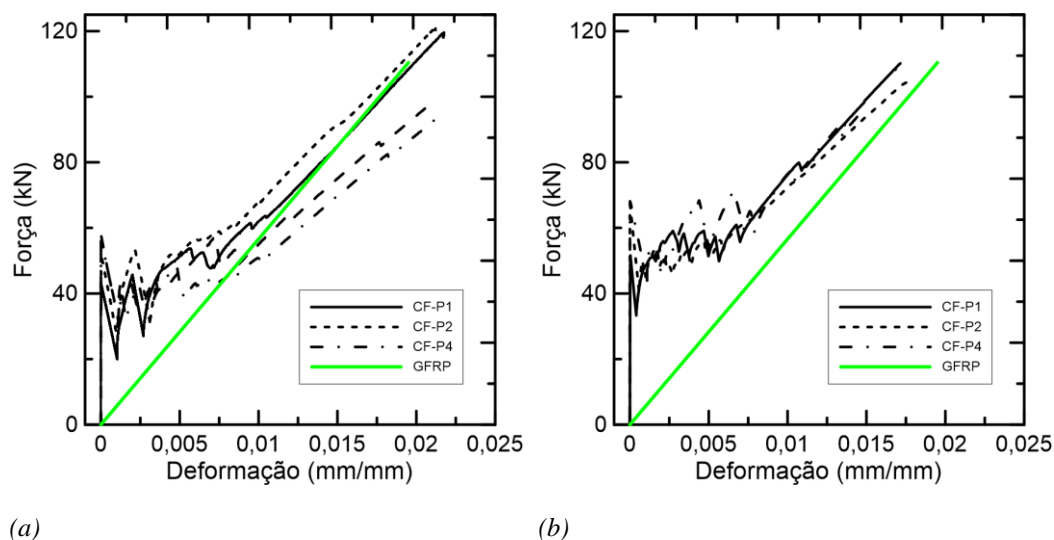 120
80
40
0
Força (kN)
0 0,005 0,01 0,015 0,02 0,025
Deformação (mm/mm)
CF-P1
CF-P2
CF-P4
GFRP
(a)
120
80
40
0
Força (kN)
0 0,005 0,01 0,015 0,02 0,025
Deformação (mm/mm)
CF-P1
CF-P2
CF-P4
GFRP
(b)